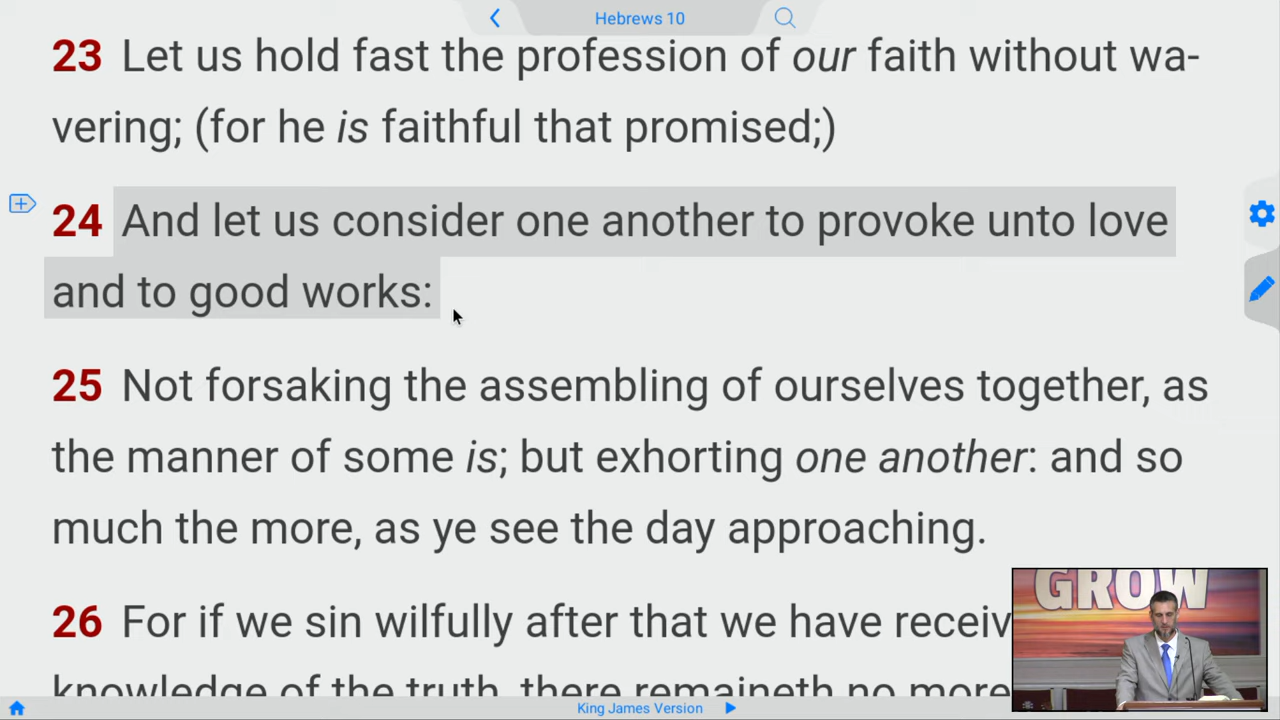 Hebrews 10
23 Let us hold fast the profession of our faith without wa-
vering; (for he is faithful that promised;)
24 And let us consider one another to provoke unto love
and to good works:
25 Not forsaking the assembling of ourselves together, as
the manner of some is; but exhorting one another: and so
much the more, as ye see the day approaching.
26 For if we sin wilfully after that we have receiv
knowledge of the truth, there remaineth no more
GROW
King James Version